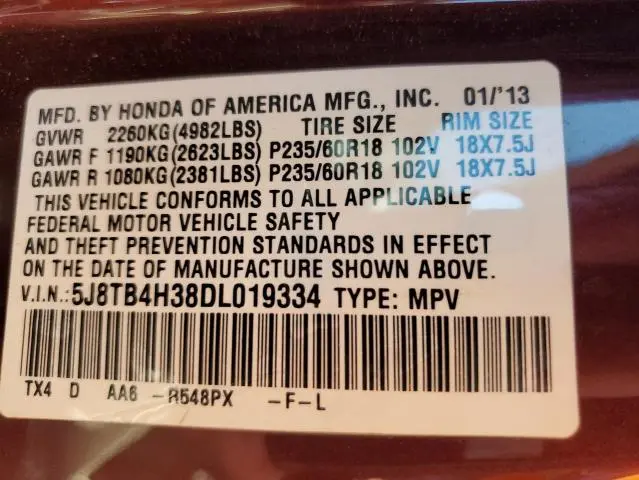 MFD. BY HONDA OF AMERICA MFG., INC. 01/'13
GVWR 2260KG(4982LBS) TIRE SIZE RIM SIZE
GAWR F 1190KG(2623LBS) P235/60R18 102V 18X7.5J
GAWR R 1080KG(2381LBS) P235/60R18 102V 18X7.5J
THIS VEHICLE CONFORMS TO ALL APPLICABLE
FEDERAL MOTOR VEHICLE SAFETY
AND THEFT PREVENTION STANDARDS IN EFFECT
ON THE DATE OF MANUFACTURE SHOWN ABOVE.
V.I.N.:5J8TB4H38DL019334 TYPE: MPV
TX4 D AA6 -R548PX -F-L